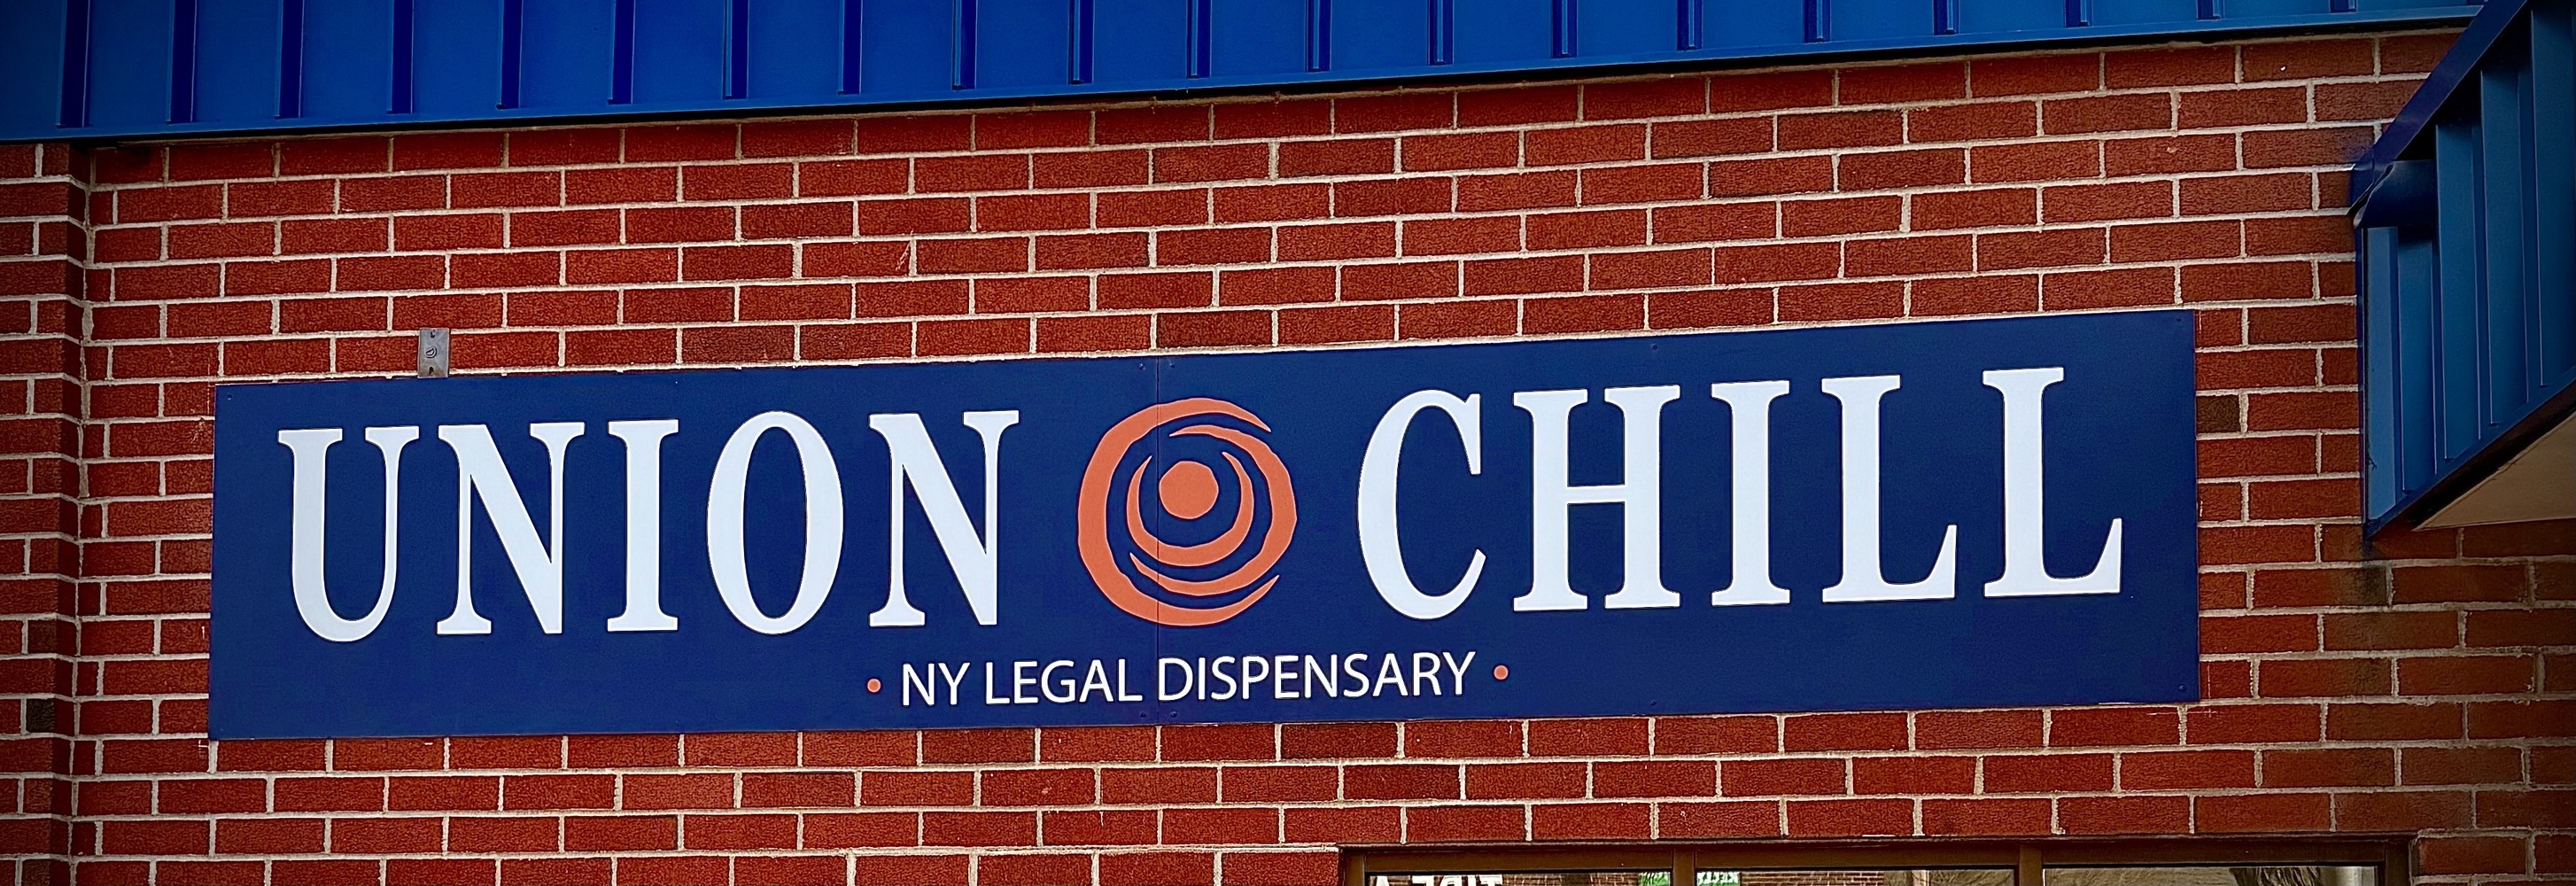 UNION CHILL
• NY LEGAL DISPENSARY •